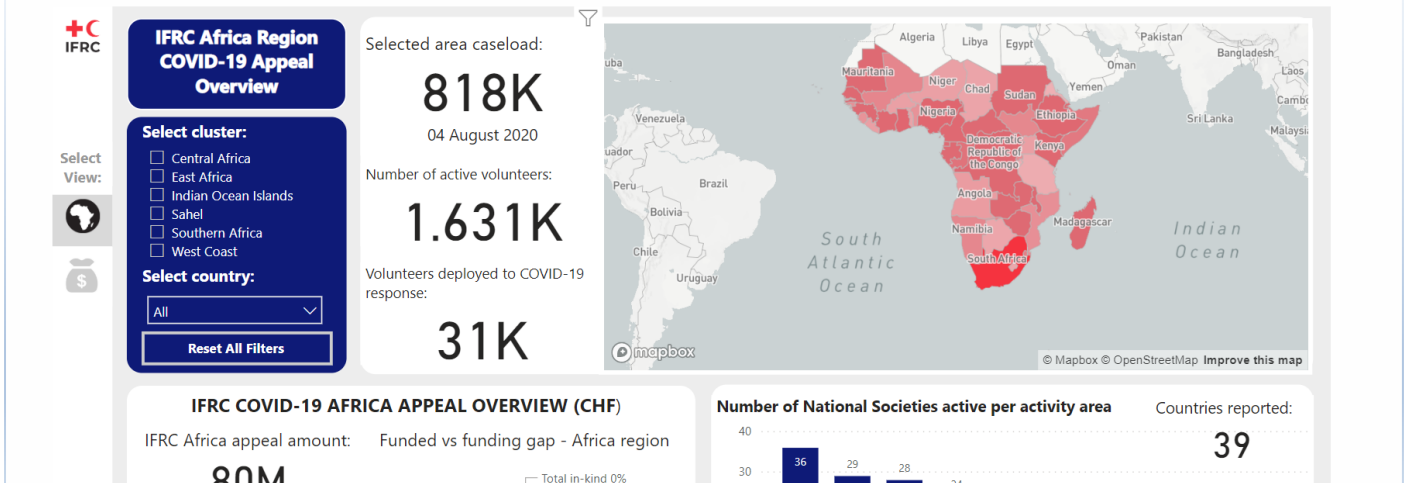 IFRC
IFRC Africa Region
COVID-19 Appeal
Overview
Select cluster:
Central Africa
East Africa
Indian Ocean Islands
Sahel
Southern Africa
West Coast
Select country:
All
Reset All Filters
Select
View:
$
Selected area caseload:
818K
04 August 2020
Number of active volunteers:
1.631K
Volunteers deployed to COVID-19
response:
31K
Algeria
Libya
Egypt
Pakistan
Bangladesh
Oman
Laos
uba
Mauritania
Niger
Chad
Sudan
Yemen
Cambo
Venezuela
Nigeria
Ethiopia
Sri Lanka
Malaysia
uador
Democratic
Republic of
the Congo
Kenya
Peru
Brazil
Angola
Bolivia
Namibia
Madagascar
South
Atlantic
Ocean
Indian
Ocean
Chile
South Africa
Uruguay
mapbox
© Mapbox © OpenStreetMap Improve this map
IFRC COVID-19 AFRICA APPEAL OVERVIEW (CHF)
IFRC Africa appeal amount:
80M
Funded vs funding gap - Africa region
Total in-kind 0%
Number of National Societies active per activity area
40
30
36
29
28
Countries reported:
39